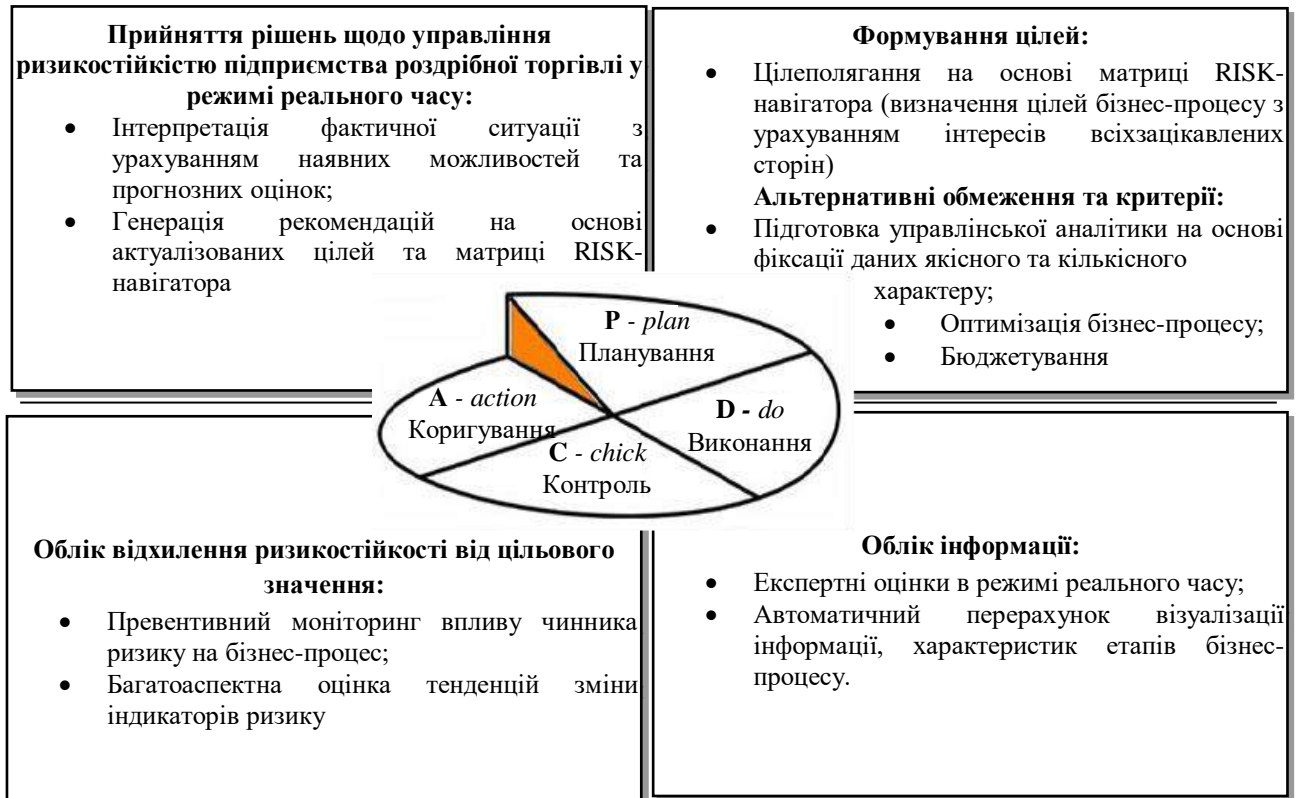 Прийняття рішень щодо управління
ризикостійкістю підприємства роздрібної торгівлі у
режимі реального часу:
• Інтерпретація фактичної ситуації з
урахуванням наявних можливостей та
прогнозних оцінок;
• Генерація рекомендацій на основі
актуалізованих цілей та матриці RISK-
навігатора
Формування цілей:
• Цілеполягання на основі матриці RISK-
навігатора (визначення цілей бізнес-процесу з
урахуванням інтересів всіхзацікавлених
сторін)
Альтернативні обмеження та критерії:
• Підготовка управлінської аналітики на основі
фіксації даних якісного та кількісного
характеру;
• Оптимізація бізнес-процесу;
• Бюджетування
P - plan
Планування
A - action
Коригування
D - do
Виконання
C - chick
Контроль
Облік відхилення ризикостійкості від цільового
значення:
• Превентивний моніторинг впливу чинника
ризику на бізнес-процес;
• Багатоаспектна оцінка тенденцій зміни
індикаторів ризику
Облік інформації:
• Експертні оцінки в режимі реального часу;
• Автоматичний перерахунок візуалізації
інформації, характеристик етапів бізнес-
процесу.